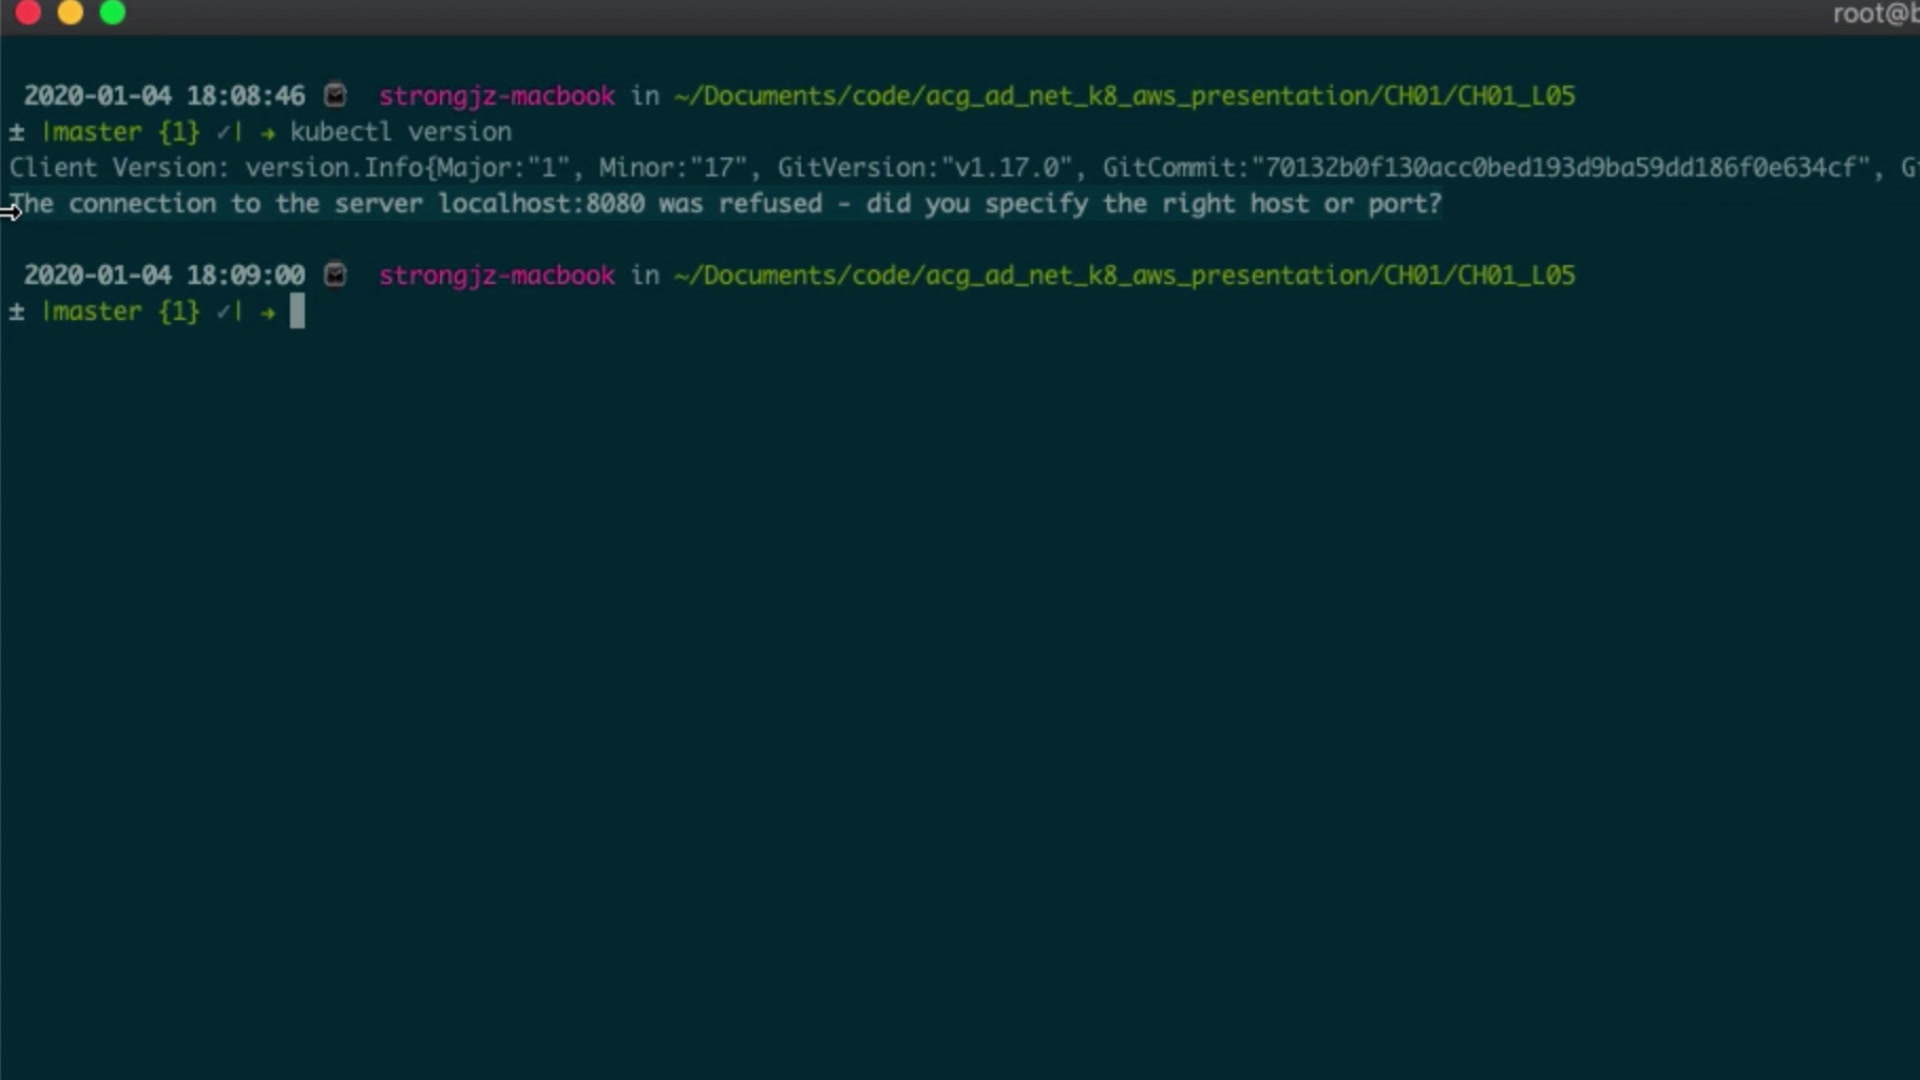 root@b
2020-01-04 18:08:46 strongjz-macbook in ~/Documents/code/acg_ad_net_k8_aws_presentation/CH01/CH01_L05
± |master {1} ✓| → kubectl version
Client Version: version.Info{Major:"1", Minor:"17", GitVersion:"v1.17.0", GitCommit:"70132b0f130acc0bed193d9ba59dd186f0e634cf", G
The connection to the server localhost:8080 was refused - did you specify the right host or port?
2020-01-04 18:09:00 strongjz-macbook in ~/Documents/code/acg_ad_net_k8_aws_presentation/CH01/CH01_L05
± |master {1} ✓| →